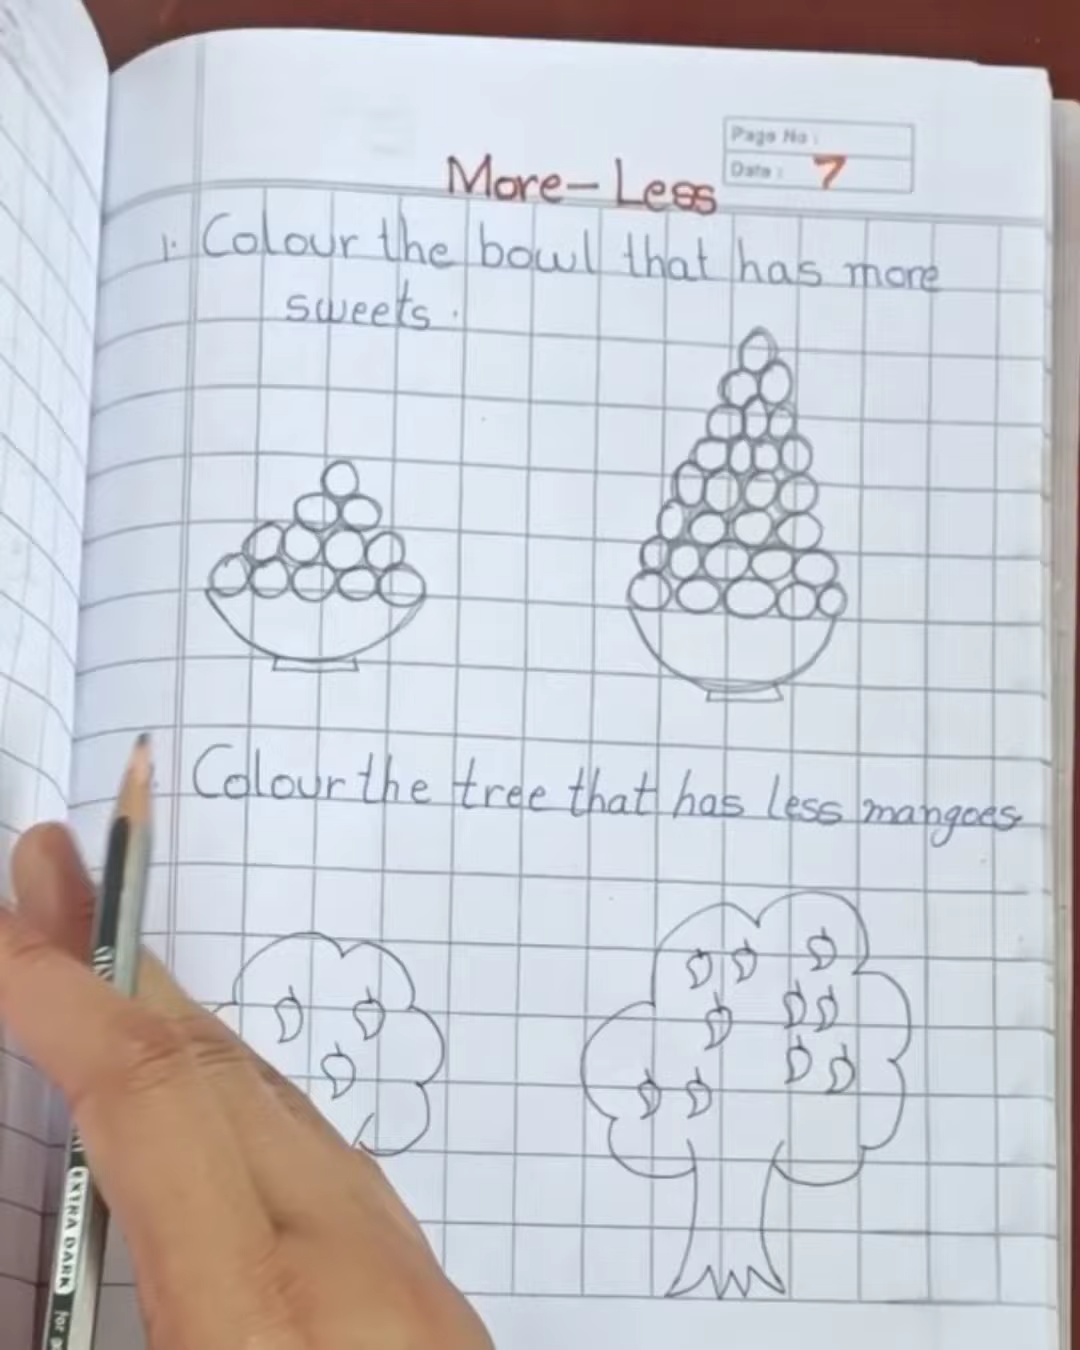 Page No :
Date : 7
More - Less
1. Colour the bowl that has more
sweets.
Colour the tree that has less mangoes
EXTRA DARK
for